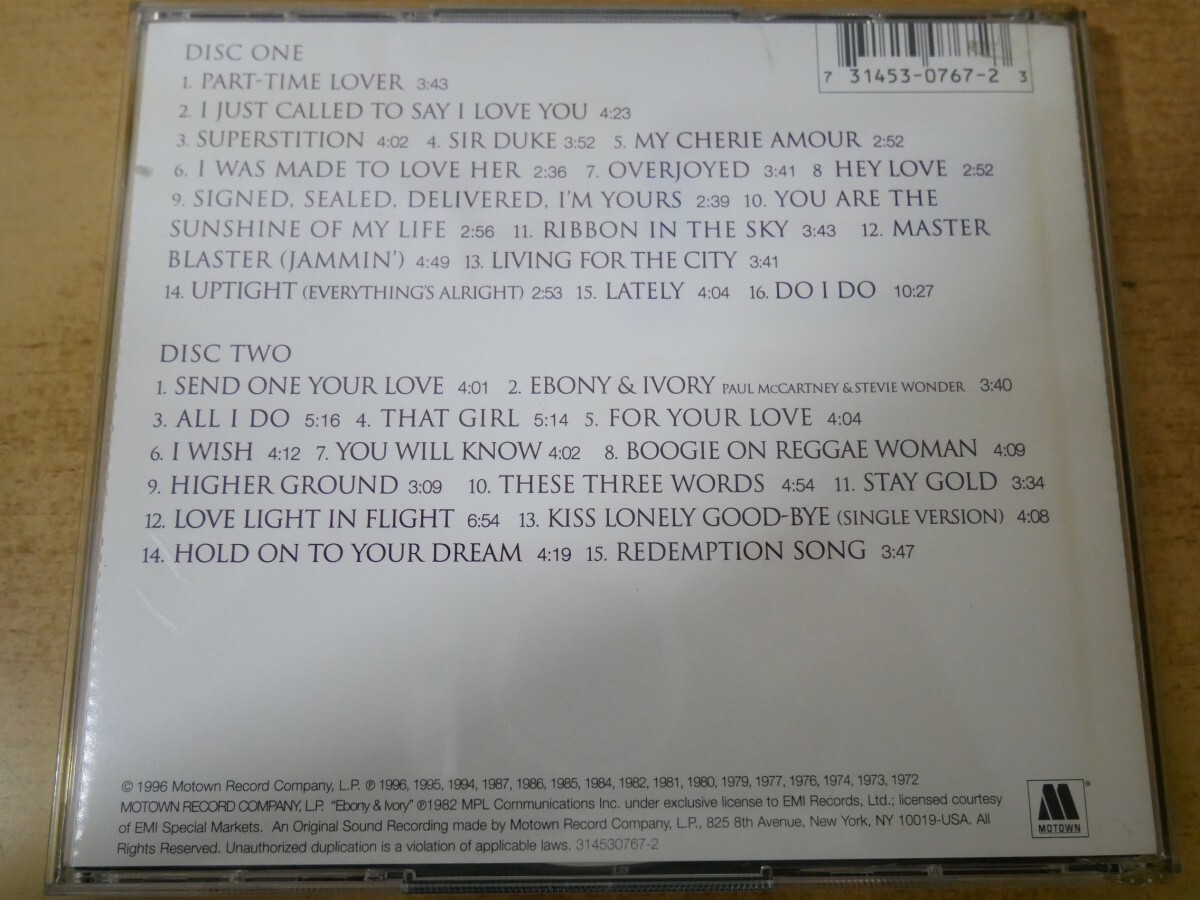 DISC ONE
1. PART-TIME LOVER 3:43
2. I JUST CALLED TO SAY I LOVE YOU 4:23
3. SUPERSTITION 4:02 4. SIR DUKE 3:52 5. MY CHERIE AMOUR 2:52
6. I WAS MADE TO LOVE HER 2:36 7. OVERJOYED 3:41 8 HEY LOVE 2:52
9. SIGNED, SEALED, DELIVERED, I'M YOURS 2:39 10. YOU ARE THE
SUNSHINE OF MY LIFE 2:56 11. RIBBON IN THE SKY 3:43 12. MASTER
BLASTER (JAMMIN') 4:49 13. LIVING FOR THE CITY 3:41
14. UPTIGHT (EVERYTHING'S ALRIGHT) 2:53 15. LATELY 4:04 16. DO I DO 10:27
7 31453-0767-2 3
DISC TWO
1. SEND ONE YOUR LOVE 4:01 2. EBONY & IVORY PAUL McCARTNEY & STEVIE WONDER 3:40
3. ALL I DO 5:16 4. THAT GIRL 5:14 5. FOR YOUR LOVE 4:04
6. I WISH 4:12 7. YOU WILL KNOW 4:02 8. BOOGIE ON REGGAE WOMAN 4:09
9. HIGHER GROUND 3:09 10. THESE THREE WORDS 4:54 11. STAY GOLD 3:34
12. LOVE LIGHT IN FLIGHT 6:54 13. KISS LONELY GOOD-BYE (SINGLE VERSION) 4:08
14. HOLD ON TO YOUR DREAM 4:19 15. REDEMPTION SONG 3:47
© 1996 Motown Record Company, L.P. ℗ 1996, 1995, 1994, 1987, 1986, 1985, 1984, 1982, 1981, 1980, 1979, 1977, 1976, 1974, 1973, 1972
MOTOWN RECORD COMPANY, L.P. "Ebony & Ivory" ℗1982 MPL Communications Inc. under exclusive license to EMI Records, Ltd.; licensed courtesy
of EMI Special Markets. An Original Sound Recording made by Motown Record Company, L.P., 825 8th Avenue, New York, NY 10019-USA. All
Rights Reserved. Unauthorized duplication is a violation of applicable laws. 314530767-2
M
MOTOWN
®